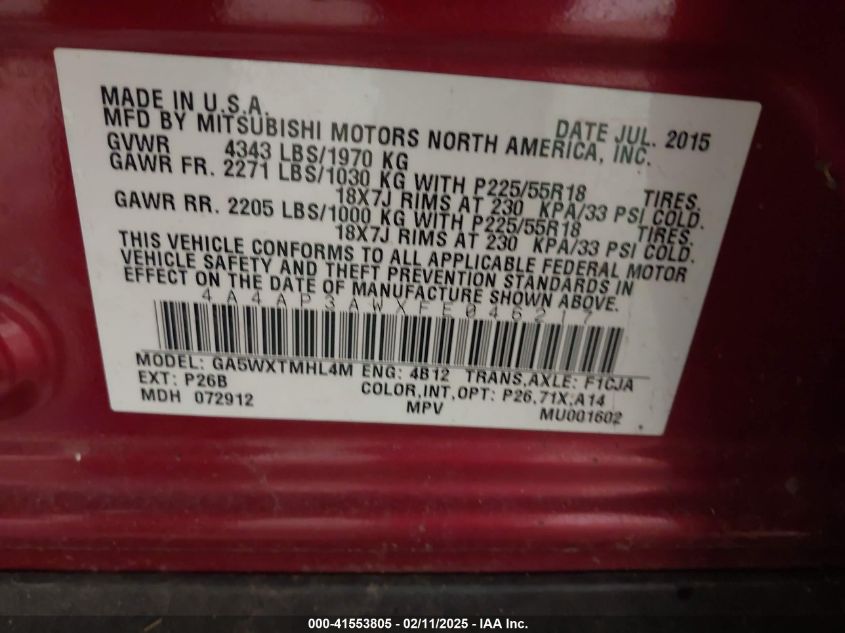 MADE IN U.S.A. DATE JUL. 2015
MFD BY MITSUBISHI MOTORS NORTH AMERICA, INC.
GVWR 4343 LBS/1970 KG
GAWR FR. 2271 LBS/1030 KG WITH P225/55R18 TIRES.
18X7J RIMS AT 230 KPA/33 PSI COLD.
GAWR RR. 2205 LBS/1000 KG WITH P225/55R18 TIRES.
18X7J RIMS AT 230 KPA/33 PSI COLD.
THIS VEHICLE CONFORMS TO ALL APPLICABLE FEDERAL MOTOR
VEHICLE SAFETY AND THEFT PREVENTION STANDARDS IN
EFFECT ON THE DATE OF MANUFACTURE SHOWN ABOVE.
4A4AP3AWXFE046217
MODEL: GA5WXTMHL4M ENG: 4B12 TRANS,AXLE: F1CJA
EXT: P26B COLOR,INT,OPT: P26,71X,A14
MDH 072912 MPV MU001602
000-41553805 - 02/11/2025 - IAA Inc.